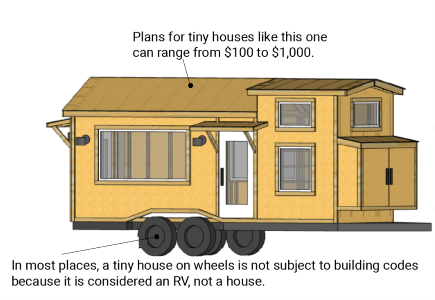 Plans for tiny houses like this one
can range from $100 to $1,000.
In most places, a tiny house on wheels is not subject to building codes
because it is considered an RV, not a house.